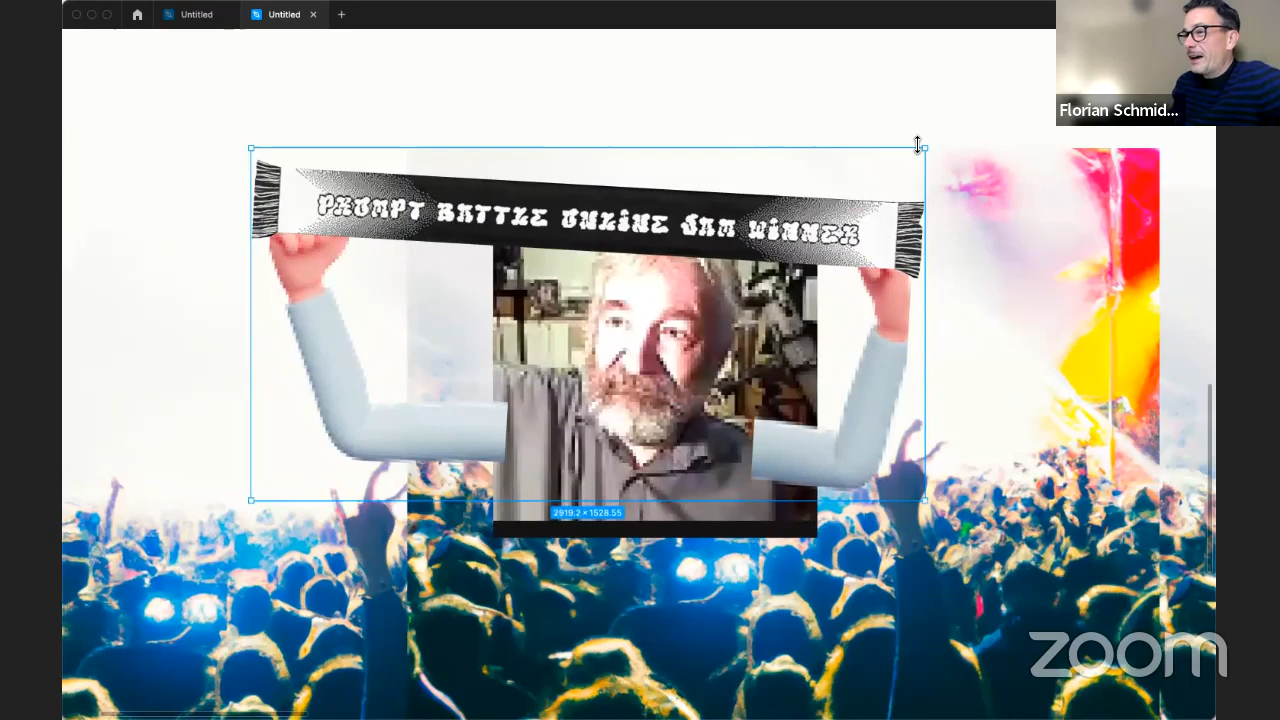 Untitled
Untitled
Florian Schmid...
PROMPT BATTLE ONLINE JAM WINNER
2919.2 × 1528.55
zoom